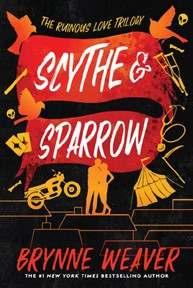 THE RUINOUS LOVE TRILOGY
SCYTHE &
SPARROW
BRYNNE WEAVER
THE #1 NEW YORK TIMES BESTSELLING AUTHOR